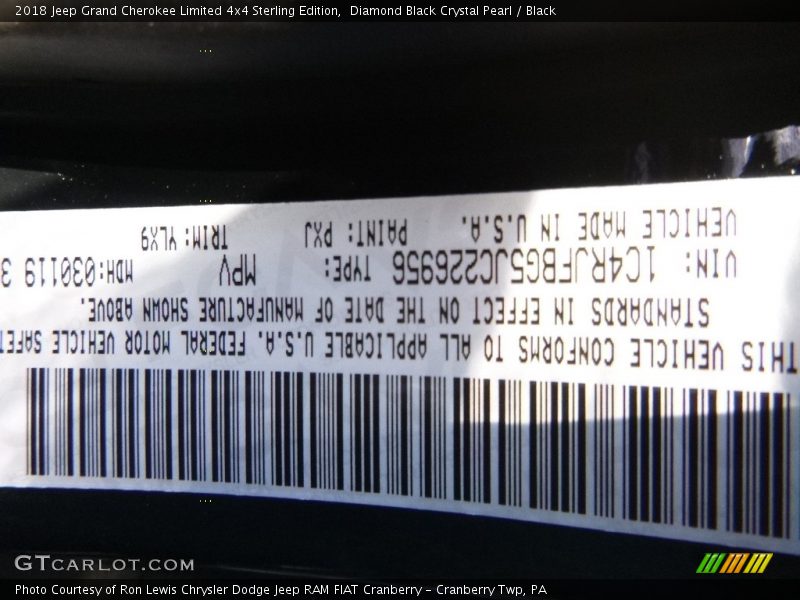 2018 Jeep Grand Cherokee Limited 4x4 Sterling Edition,  Diamond Black Crystal Pearl / Black
THIS VEHICLE CONFORMS TO ALL APPLICABLE U.S.A. FEDERAL MOTOR VEHICLE SAFET
STANDARDS IN EFFECT ON THE DATE OF MANUFACTURE SHOWN ABOVE.
VIN: 1C4RJFBG5JC226956 TYPE: MPV MDH:030119 3
VEHICLE MADE IN U.S.A. PAINT: PXJ TRIM: YLX9
GTCARLOT.COM
Photo Courtesy of Ron Lewis Chrysler Dodge Jeep RAM FIAT Cranberry - Cranberry Twp, PA